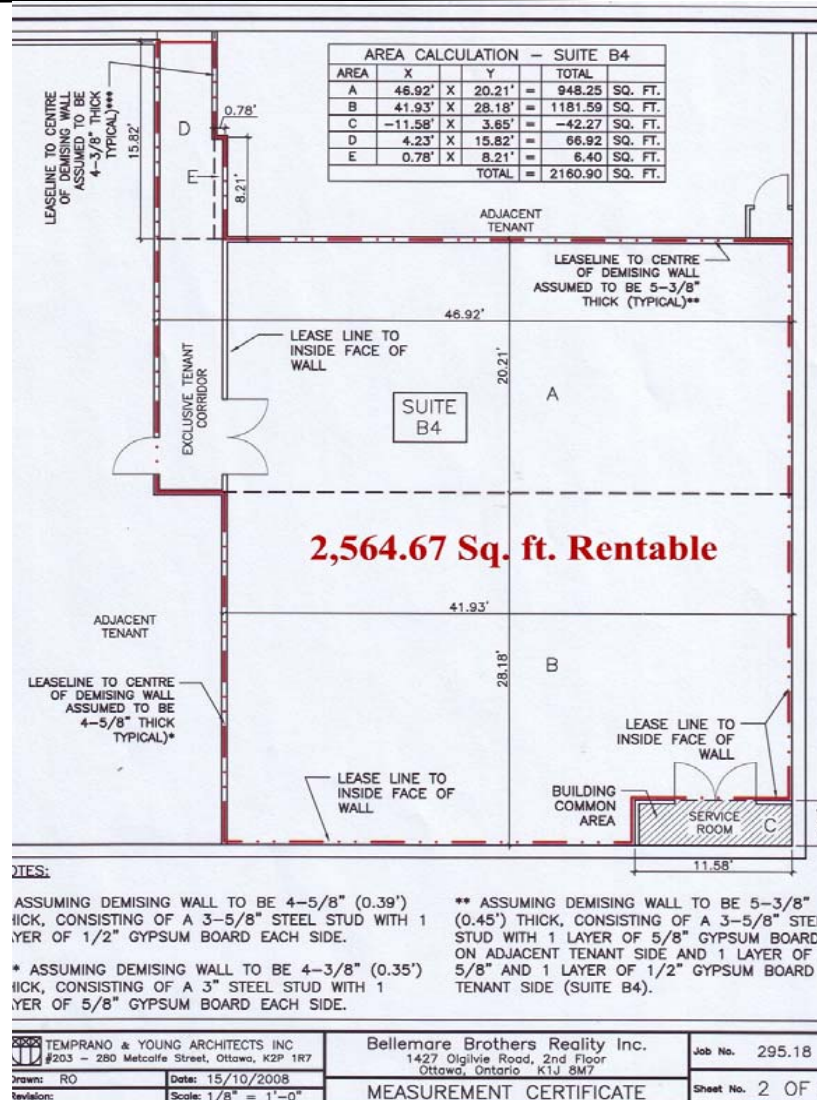 AREA CALCULATION – SUITE B4
AREA X Y TOTAL
A 46.92' X 20.21' = 948.25 SQ. FT.
B 41.93' X 28.18' = 1181.59 SQ. FT.
C –11.58' X 3.65' = –42.27 SQ. FT.
D 4.23' X 15.82' = 66.92 SQ. FT.
E 0.78' X 8.21' = 6.40 SQ. FT.
TOTAL = 2160.90 SQ. FT.
LEASELINE TO CENTRE
OF DEMISING WALL
ASSUMED TO BE
4–3/8" THICK
TYPICAL)***
15.82'
D
0.78'
E
8.21'
ADJACENT
TENANT
LEASELINE TO CENTRE
OF DEMISING WALL
ASSUMED TO BE 5–3/8"
THICK (TYPICAL)**
46.92'
LEASE LINE TO
INSIDE FACE OF
WALL
20.21'
A
EXCLUSIVE TENANT
CORRIDOR
SUITE
B4
2,564.67 Sq. ft. Rentable
41.93'
ADJACENT
TENANT
28.18'
B
LEASELINE TO CENTRE
OF DEMISING WALL
ASSUMED TO BE
4–5/8" THICK
TYPICAL)*
LEASE LINE TO
INSIDE FACE OF
WALL
LEASE LINE TO
INSIDE FACE OF
WALL
BUILDING
COMMON
AREA
SERVICE
ROOM
C
11.58'
OTES:
ASSUMING DEMISING WALL TO BE 4–5/8" (0.39')
HICK, CONSISTING OF A 3–5/8" STEEL STUD WITH 1
YER OF 1/2" GYPSUM BOARD EACH SIDE.
* ASSUMING DEMISING WALL TO BE 4–3/8" (0.35')
HICK, CONSISTING OF A 3" STEEL STUD WITH 1
YER OF 5/8" GYPSUM BOARD EACH SIDE.
** ASSUMING DEMISING WALL TO BE 5–3/8"
(0.45') THICK, CONSISTING OF A 3–5/8" STE
STUD WITH 1 LAYER OF 5/8" GYPSUM BOARD
ON ADJACENT TENANT SIDE AND 1 LAYER OF
5/8" AND 1 LAYER OF 1/2" GYPSUM BOARD
TENANT SIDE (SUITE B4).
TEMPRANO & YOUNG ARCHITECTS INC
#203 – 280 Metcalfe Street, Ottawa, K2P 1R7
Drawn: RO
Date: 15/10/2008
Revision:
Scale: 1/8" = 1'–0"
Bellemare Brothers Reality Inc.
1427 Olgilvie Road, 2nd Floor
Ottawa, Ontario K1J 8M7
MEASUREMENT CERTIFICATE
Job No. 295.18
Sheet No. 2 OF